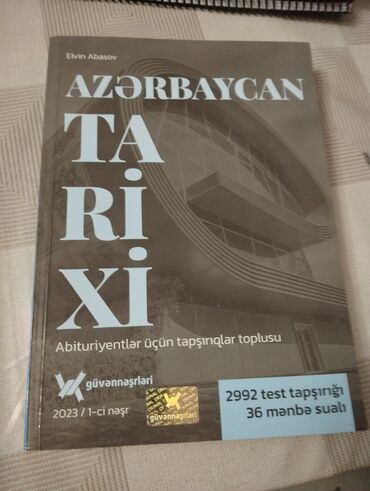 Elvin Abasov
AZƏRBAYCAN
TA
Rİ
Xİ
Abituriyentlər üçün tapşırıqlar toplusu
güvənnəşrləri
2023 / 1-ci nəşr
güvənnəşrləri
2992 test tapşırığı
36 mənbə sualı